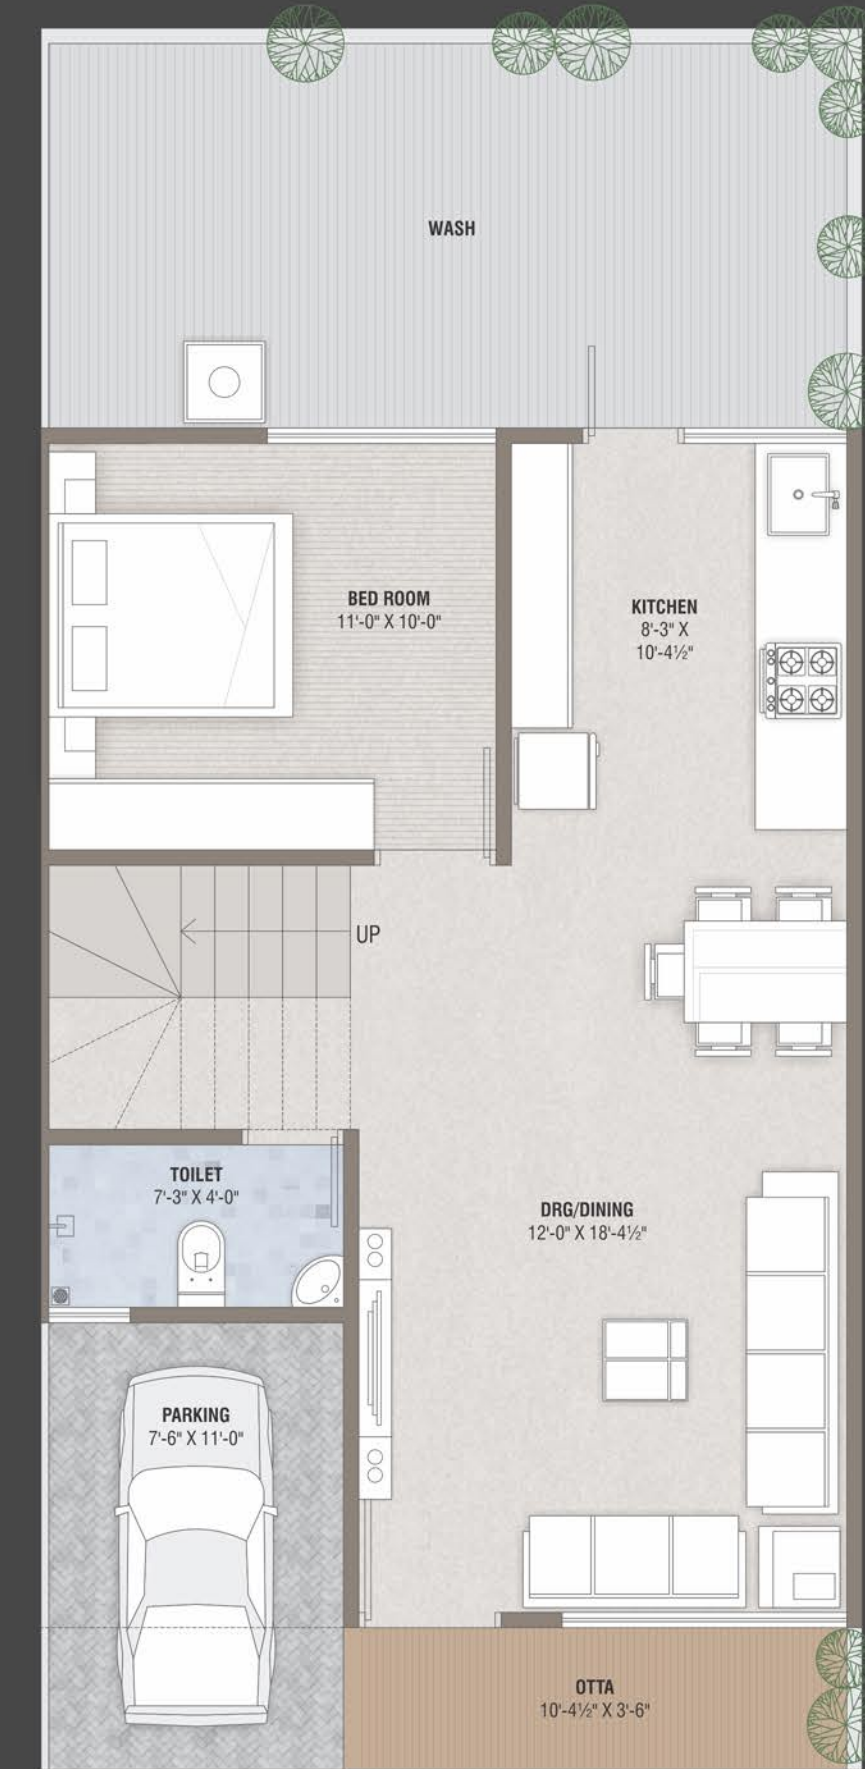 WASH
BED ROOM
11'-0" X 10'-0"
KITCHEN
8'-3" X
10'-4½"
UP
TOILET
7'-3" X 4'-0"
DRG/DINING
12'-0" X 18'-4½"
PARKING
7'-6" X 11'-0"
OTTA
10'-4½" X 3'-6"